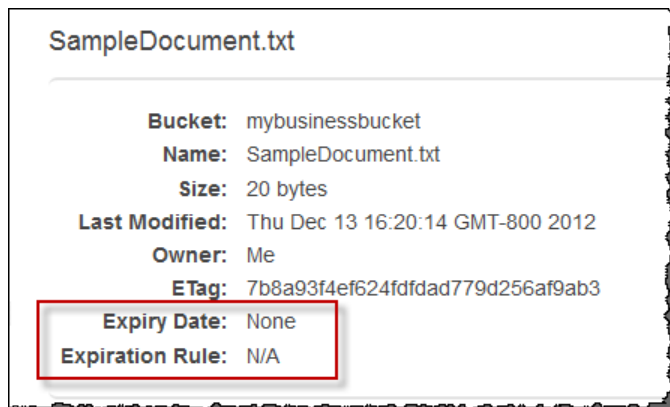 SampleDocument.txt
Bucket: mybusinessbucket
Name: SampleDocument.txt
Size: 20 bytes
Last Modified: Thu Dec 13 16:20:14 GMT-800 2012
Owner: Me
ETag: 7b8a93f4ef624fdfdad779d256af9ab3
Expiry Date: None
Expiration Rule: N/A